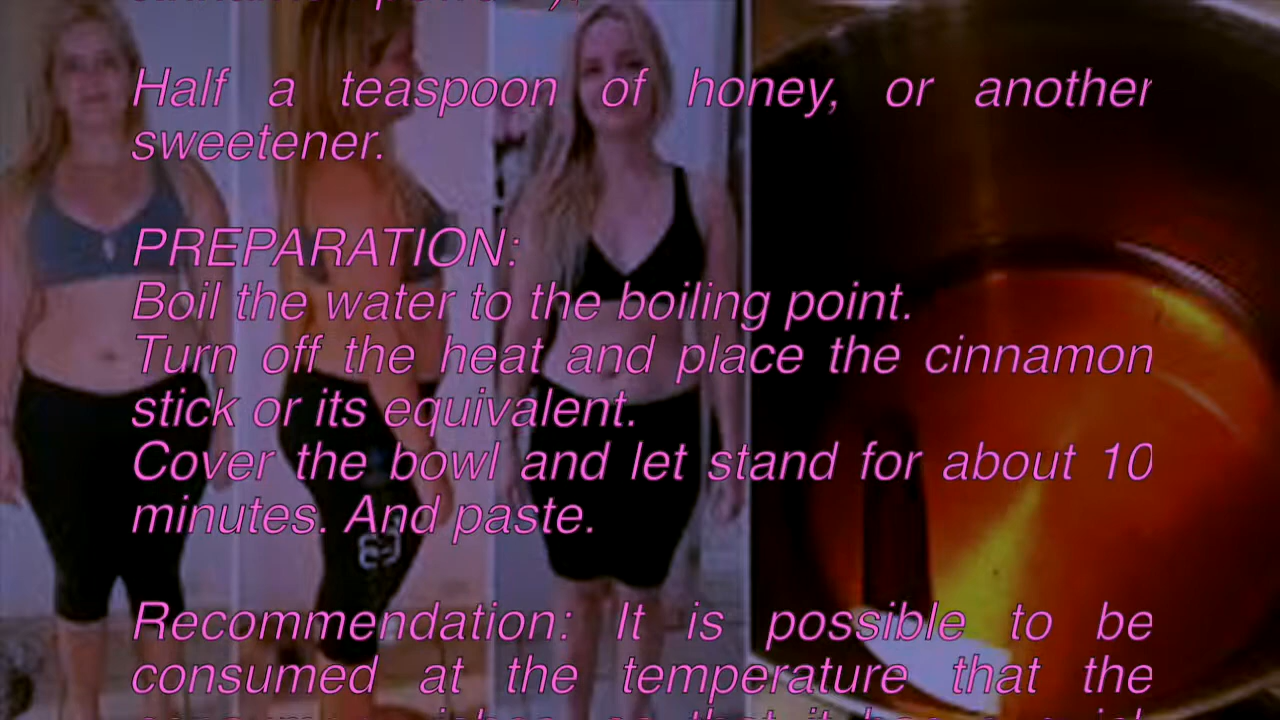 Half a teaspoon of honey, or another
sweetener.
PREPARATION:
Boil the water to the boiling point.
Turn off the heat and place the cinnamon
stick or its equivalent.
Cover the bowl and let stand for about 10
minutes. And paste.
Recommendation: It is possible to be
consumed at the temperature that the